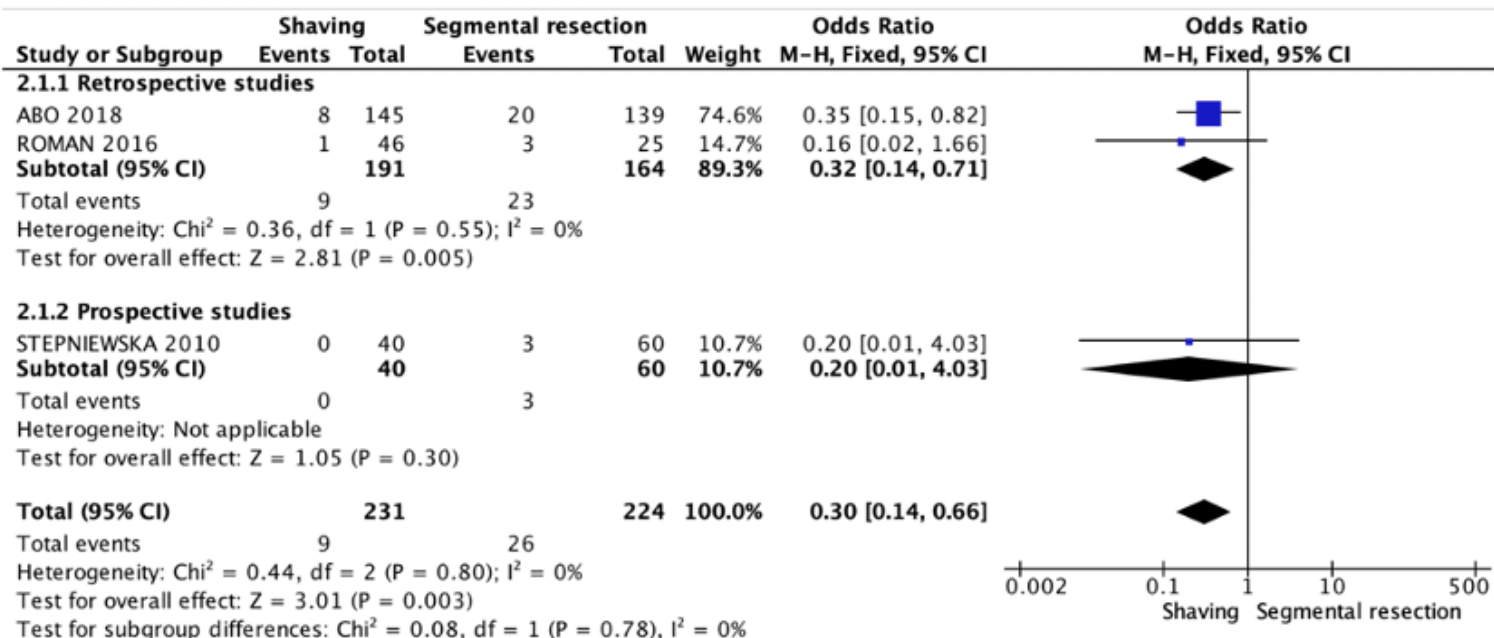 Shaving Segmental resection Odds Ratio Odds Ratio
Study or Subgroup Events Total Events Total Weight M-H, Fixed, 95% CI M-H, Fixed, 95% CI
2.1.1 Retrospective studies
ABO 2018 8 145 20 139 74.6% 0.35 [0.15, 0.82]
ROMAN 2016 1 46 3 25 14.7% 0.16 [0.02, 1.66]
Subtotal (95% CI) 191 164 89.3% 0.32 [0.14, 0.71]
Total events 9 23
Heterogeneity: Chi² = 0.36, df = 1 (P = 0.55); I² = 0%
Test for overall effect: Z = 2.81 (P = 0.005)
2.1.2 Prospective studies
STEPNIEWSKA 2010 0 40 3 60 10.7% 0.20 [0.01, 4.03]
Subtotal (95% CI) 40 60 10.7% 0.20 [0.01, 4.03]
Total events 0 3
Heterogeneity: Not applicable
Test for overall effect: Z = 1.05 (P = 0.30)
Total (95% CI) 231 224 100.0% 0.30 [0.14, 0.66]
Total events 9 26
Heterogeneity: Chi² = 0.44, df = 2 (P = 0.80); I² = 0%
Test for overall effect: Z = 3.01 (P = 0.003)
Test for subgroup differences: Chi² = 0.08, df = 1 (P = 0.78), I² = 0%
0.002 0.1 1 10 500
Shaving Segmental resection